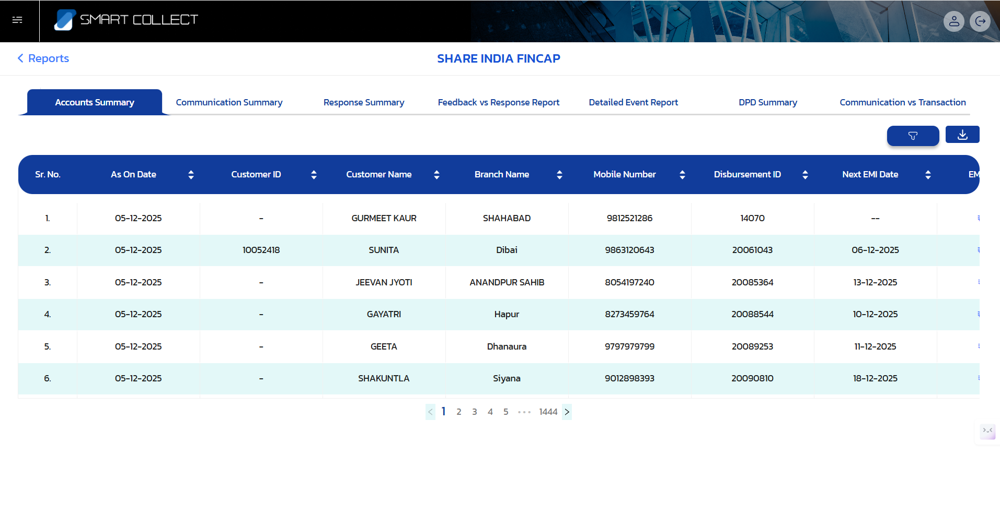 SMART COLLECT
Reports
SHARE INDIA FINCAP
Accounts Summary Communication Summary Response Summary Feedback vs Response Report Detailed Event Report DPD Summary Communication vs Transaction
Sr. No. As On Date Customer ID Customer Name Branch Name Mobile Number Disbursement ID Next EMI Date EM
1. 05-12-2025 - GURMEET KAUR SHAHABAD 9812521286 14070 --
2. 05-12-2025 10052418 SUNITA Dibai 9863120643 20061043 06-12-2025
3. 05-12-2025 - JEEVAN JYOTI ANANDPUR SAHIB 8054197240 20085364 13-12-2025
4. 05-12-2025 - GAYATRI Hapur 8273459764 20088544 10-12-2025
5. 05-12-2025 - GEETA Dhanaura 9797979799 20089253 11-12-2025
6. 05-12-2025 - SHAKUNTLA Siyana 9012898393 20090810 18-12-2025
< 1 2 3 4 5 ••• 1444 >